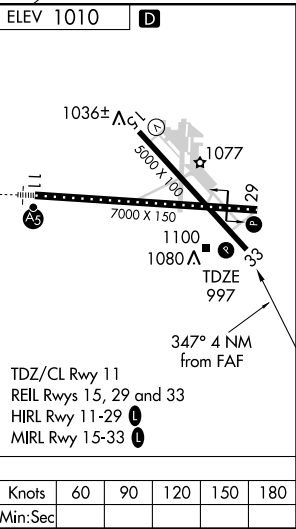 ELEV 1010 D
1036±
15
V
5000 X 100
1077
11
29
7000 X 150
A5
P
1100
1080
P
33
TDZE
997
347° 4 NM
from FAF
TDZ/CL Rwy 11
REIL Rwys 15, 29 and 33
HIRL Rwy 11-29 L
MIRL Rwy 15-33 L
Knots 60 90 120 150 180
Min:Sec